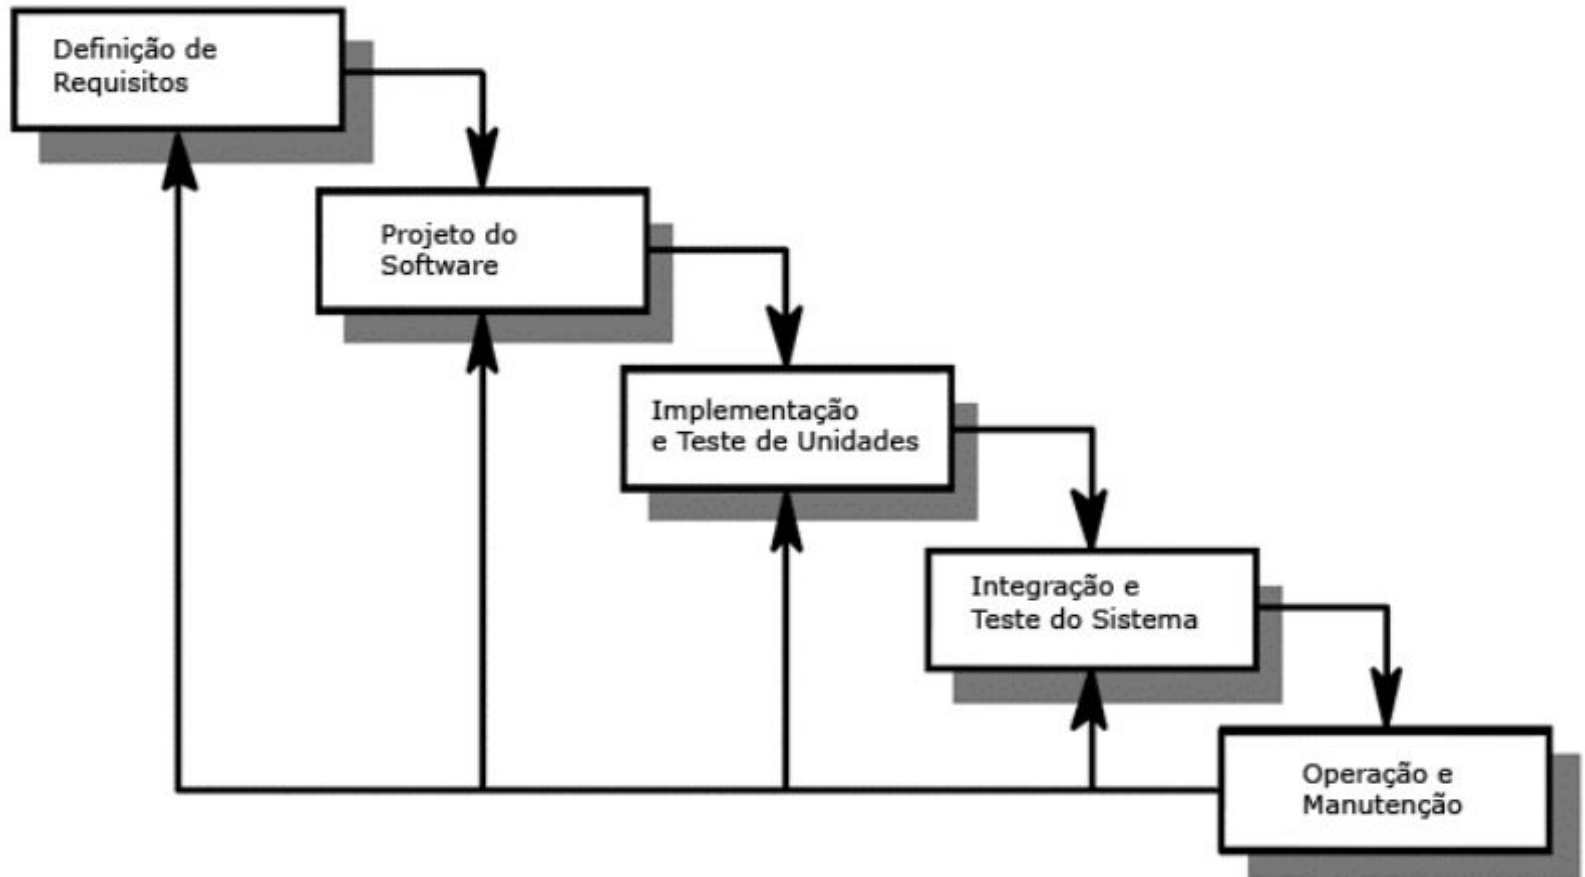 Definição de
Requisitos
Projeto do
Software
Implementação
e Teste de Unidades
Integração e
Teste do Sistema
Operação e
Manutenção